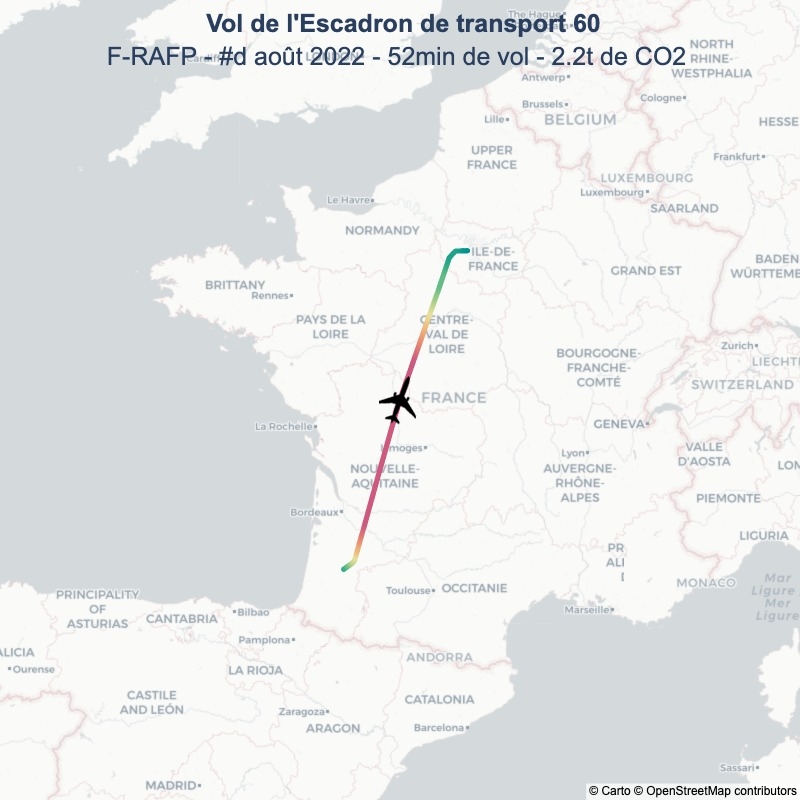 Vol de l'Escadron de transport 60
F-RAFP - #d août 2022 - 52min de vol - 2.2t de CO2
The Hague
Cardiff
LONDON
NORTH
RHINE-
WESTPHALIA
Antwerp
Brussels
BELGIUM
Cologne
Lille
HESSE
UPPER
FRANCE
Frankfurt
LUXEMBOURG
Luxembourg
SAARLAND
Le Havre
NORMANDY
ILE-DE-
FRANCE
GRAND EST
BADEN
WÜRTTEME
BRITTANY
Rennes
PAYS DE LA
LOIRE
CENTRE-
VAL DE
LOIRE
BOURGOGNE-
FRANCHE-
COMTÉ
Zurich
LIECHT
SWITZERLAND
FRANCE
La Rochelle
GENEVA
Limoges
Lyon
VALLE
D'AOSTA
LOM
NOUVELLE-
AQUITAINE
AUVERGNE-
RHÔNE-
ALPES
PIEMONTE
Bordeaux
LIGURIA
PR
ALI
Toulouse
OCCITANIE
MONACO
Mar
Ligure
Mer
Ligure
Marseille
PRINCIPALITY
OF
ASTURIAS
CANTABRIA
Bilbao
Pamplona
ALICIA
Ourense
LA RIOJA
ANDORRA
CASTILE
AND LEÓN
CATALONIA
Zaragoza
ARAGON
Barcelona
Sassari
MADRID
© Carto © OpenStreetMap contributors